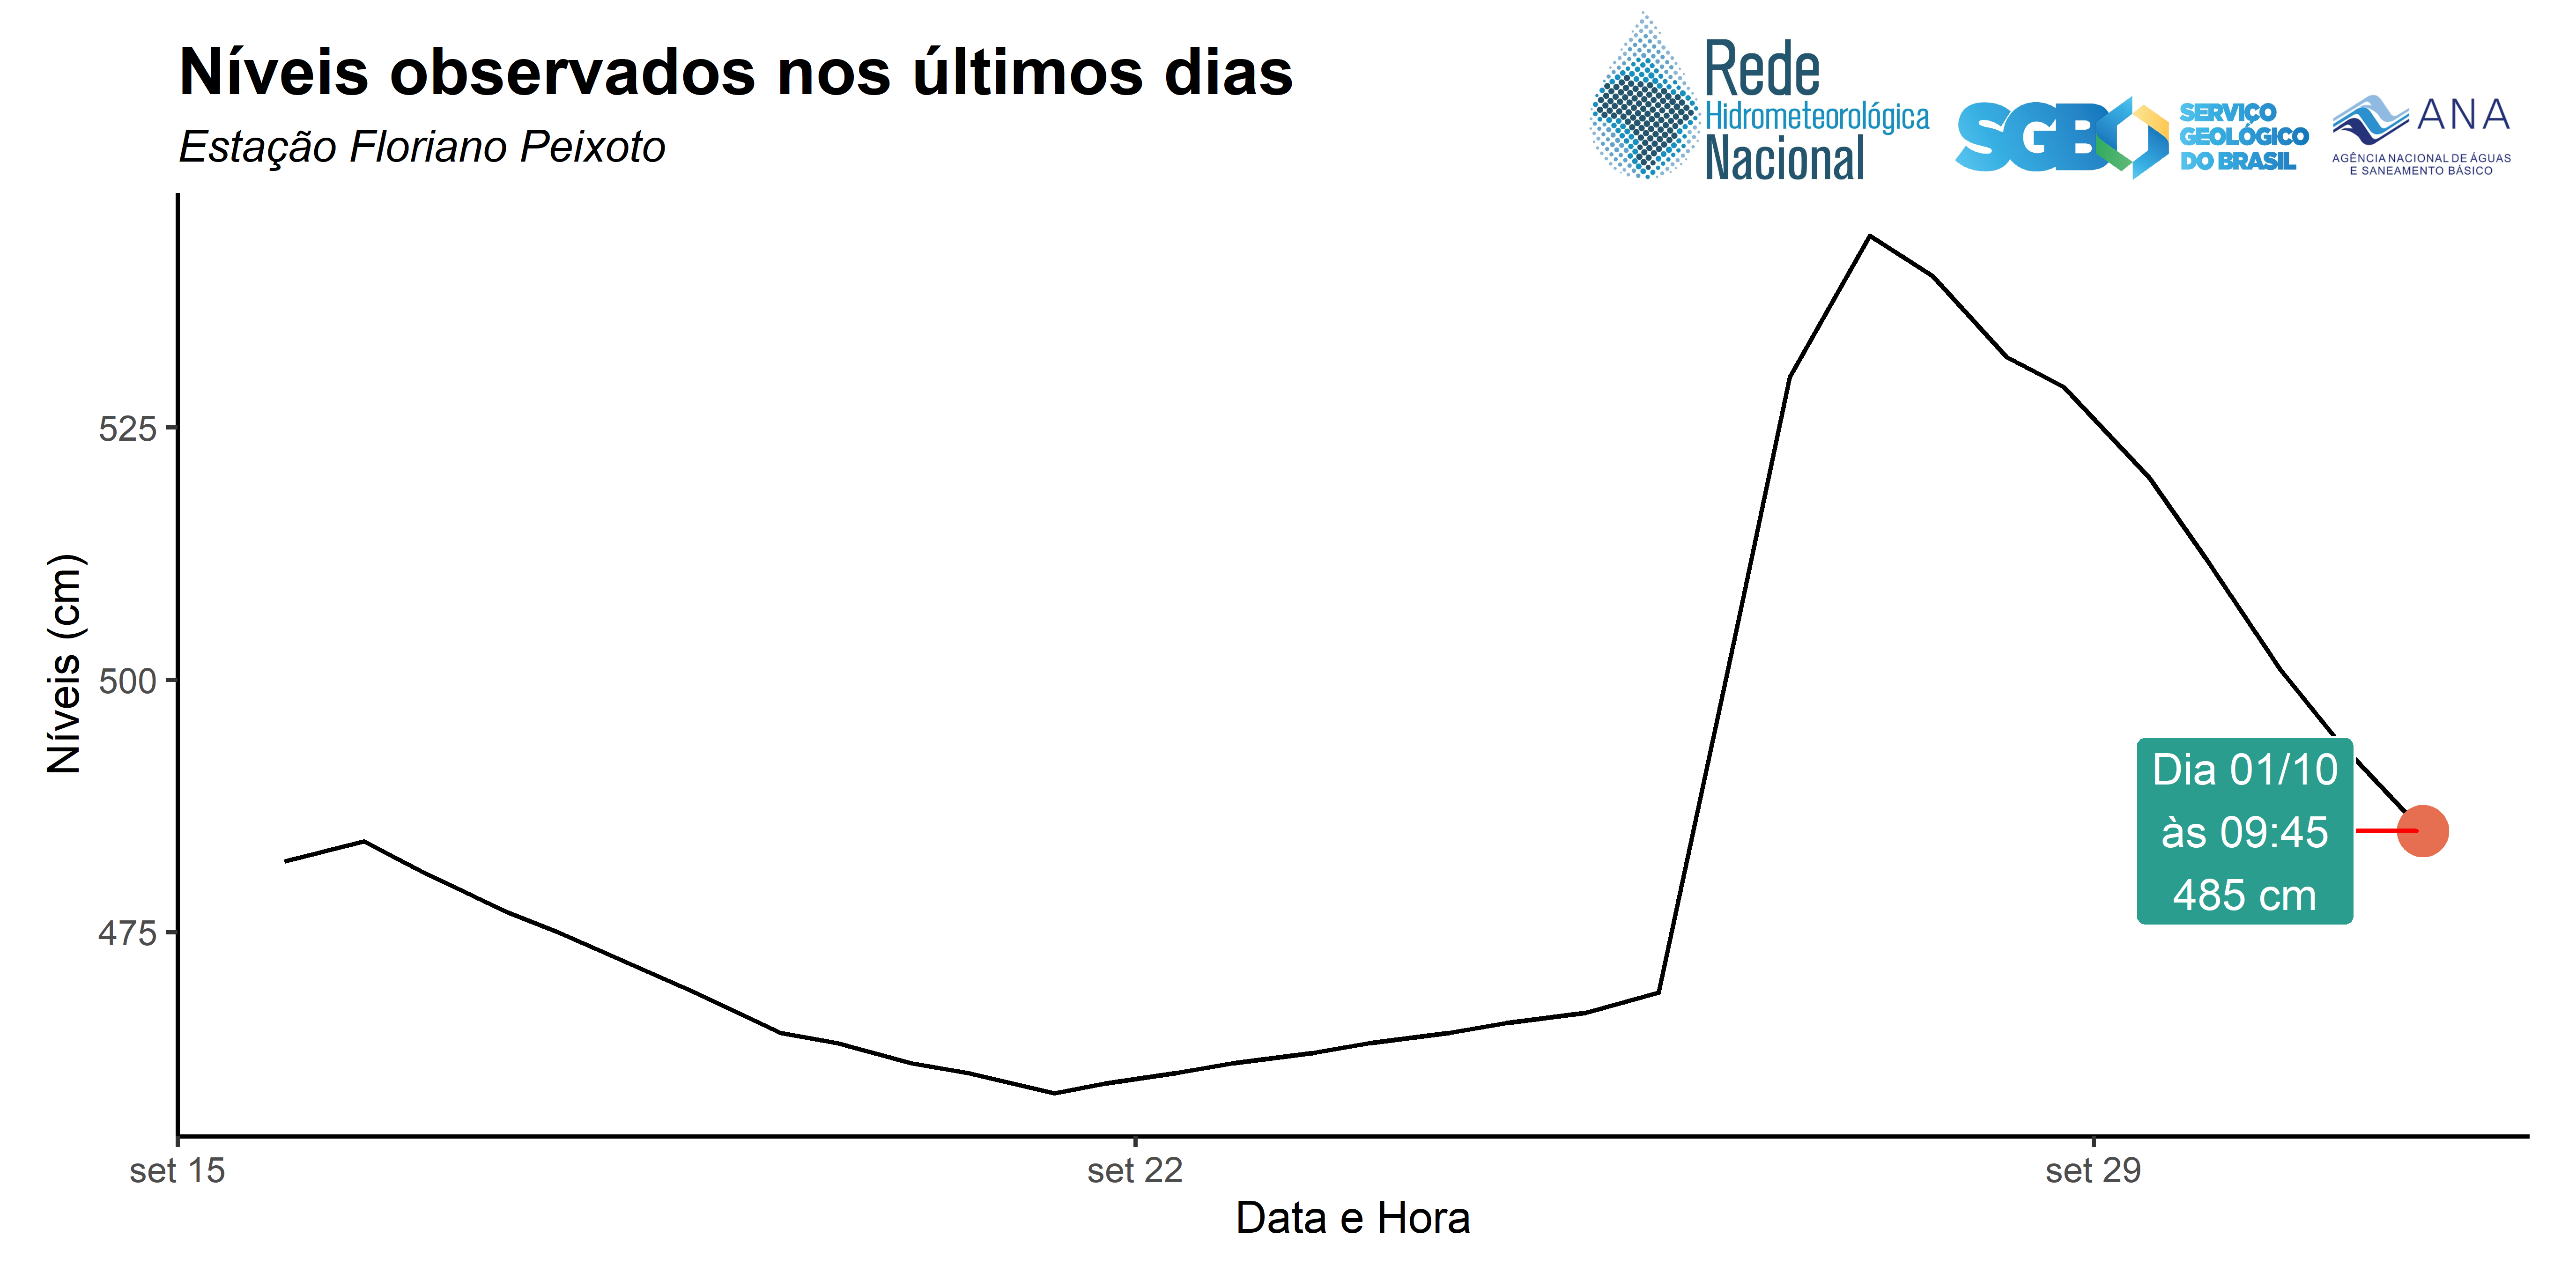 Níveis observados nos últimos dias
Estação Floriano Peixoto
Rede
Hidrometeorológica
Nacional
SGB
SERVIÇO
GEOLÓGICO
DO BRASIL
ANA
AGÊNCIA NACIONAL DE ÁGUAS
E SANEAMENTO BÁSICO
Níveis (cm)
525
500
475
Dia 01/10
às 09:45
485 cm
set 15
set 22
set 29
Data e Hora